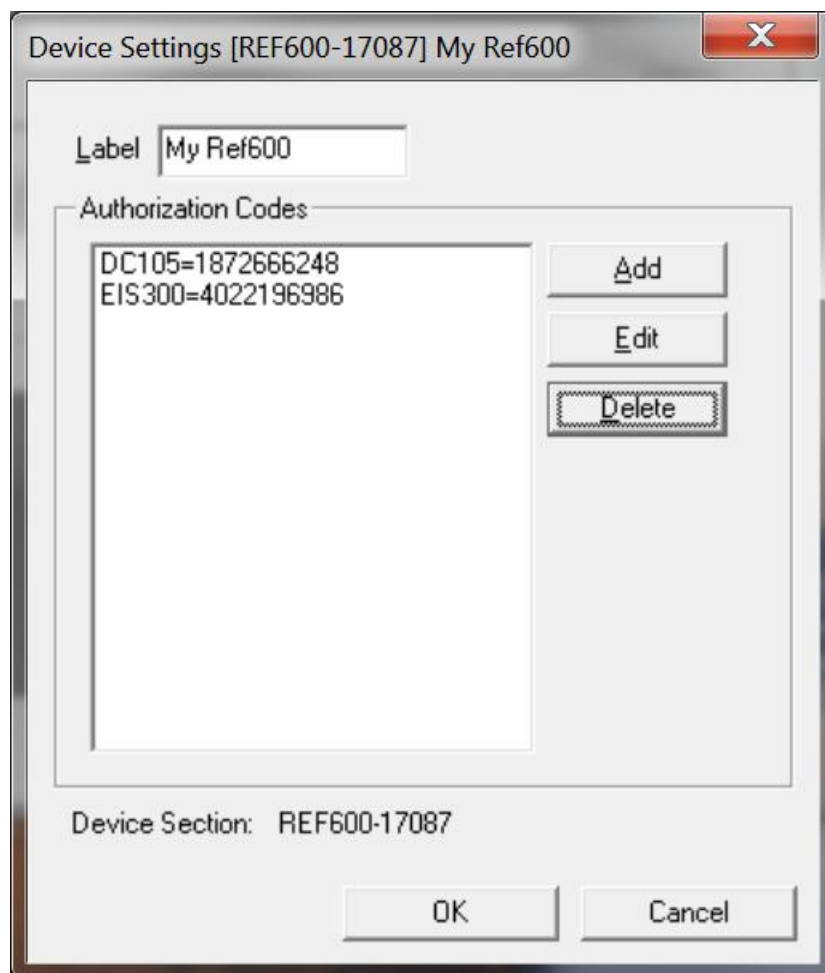 Device Settings [REF600-17087] My Ref600
X
Label My Ref600
Authorization Codes
DC105=1872666248
EIS300=4022196986
Add
Edit
Delete
Device Section: REF600-17087
OK Cancel